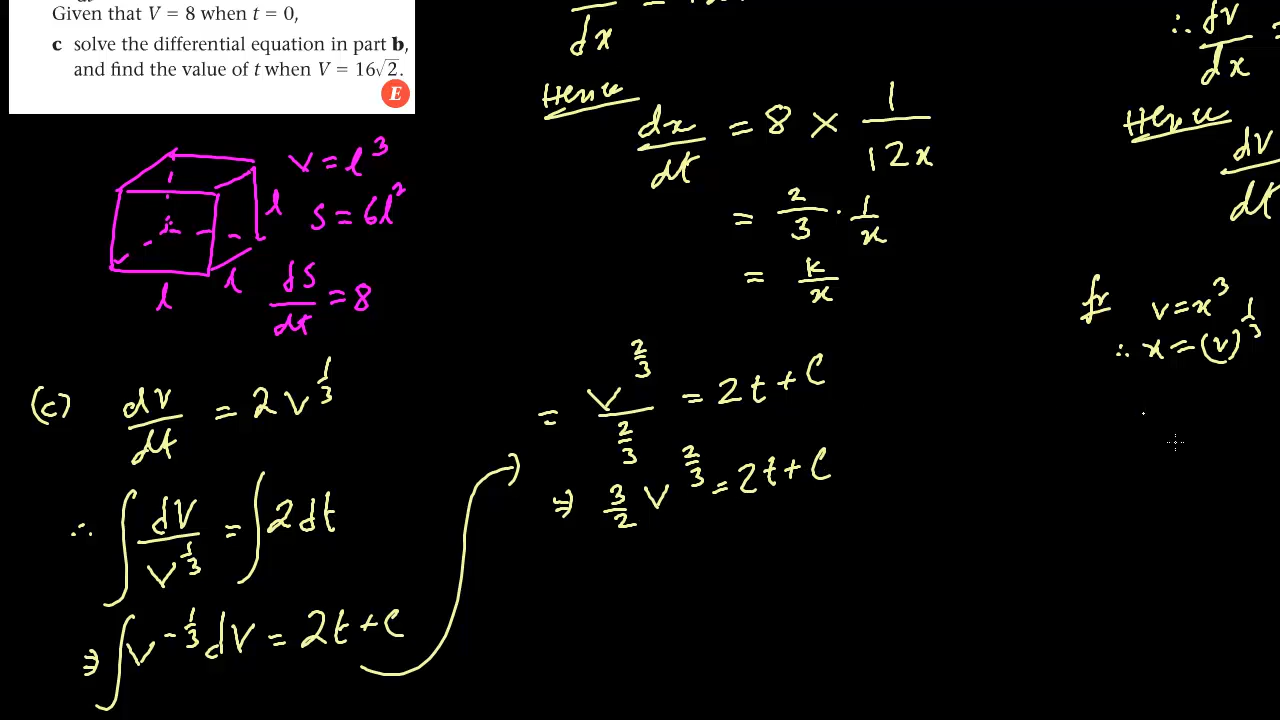 Given that V = 8 when t = 0,
c solve the differential equation in part b,
and find the value of t when V = 16√2.
E
V = l³
S = 6l²
l
l
l
dS/dt = 8
(c) dV/dt = 2V^(1/3)
∴ ∫ dV/V^(1/3) = ∫ 2dt
⇒ ∫ V^(-1/3) dV = 2t + C
dx
Hence
dx/dt = 8 × 1/12x
= 2/3 · 1/x
= k/x
= V^(2/3)/(2/3) = 2t + C
⇒ 3/2 V^(2/3) = 2t + C
∴ dV/dx =
Hence
dV/dt
V = x³
∴ x = (V)^(1/3)